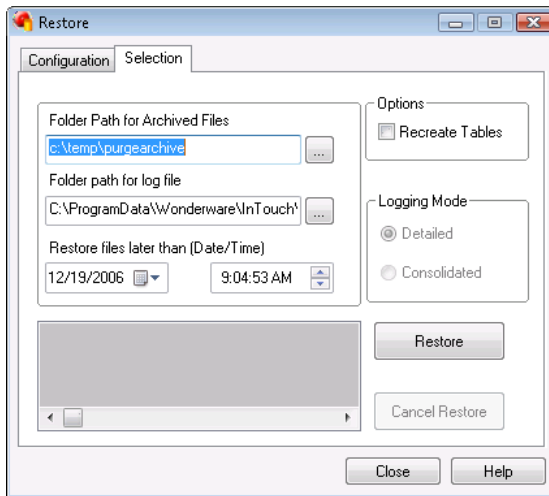 Restore
Configuration
Selection
Folder Path for Archived Files
c:\temp\purgearchive
...
Folder path for log file
C:\ProgramData\Wonderware\InTouch\
...
Restore files later than (Date/Time)
12/19/2006
9:04:53 AM
Options
Recreate Tables
Logging Mode
Detailed
Consolidated
Restore
Cancel Restore
Close
Help